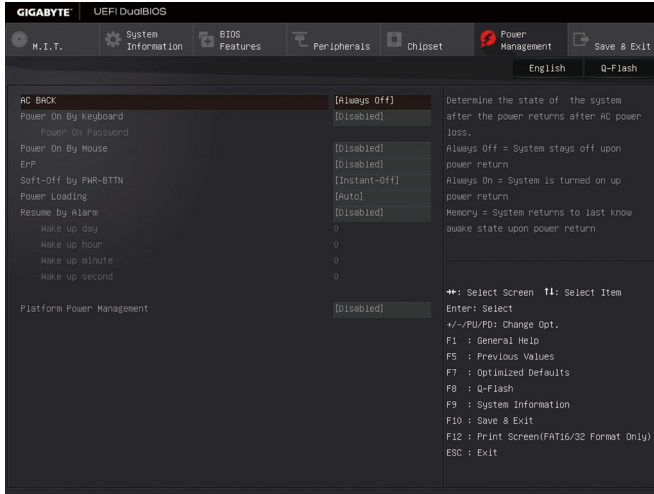 GIGABYTE™ UEFI DualBIOS
M.I.T.
System Information
BIOS Features
Peripherals
Chipset
Power Management
Save & Exit
English Q-Flash
AC BACK [Always Off]
Power On By Keyboard [Disabled]
Power On Password
Power On By Mouse [Disabled]
ErP [Disabled]
Soft-Off by PWR-BTTN [Instant-Off]
Power Loading [Auto]
Resume by Alarm [Disabled]
Wake up day 0
Wake up hour 0
Wake up minute 0
Wake up second 0
Platform Power Management [Disabled]
Determine the state of the system
after the power returns after AC power
loss.
Always Off = System stays off upon
power return
Always On = System is turned on up
power return
Memory = System returns to last know
awake state upon power return
→←: Select Screen ↑↓: Select Item
Enter: Select
+/-/PU/PD: Change Opt.
F1 : General Help
F5 : Previous Values
F7 : Optimized Defaults
F8 : Q-Flash
F9 : System Information
F10 : Save & Exit
F12 : Print Screen(FAT16/32 Format Only)
ESC : Exit